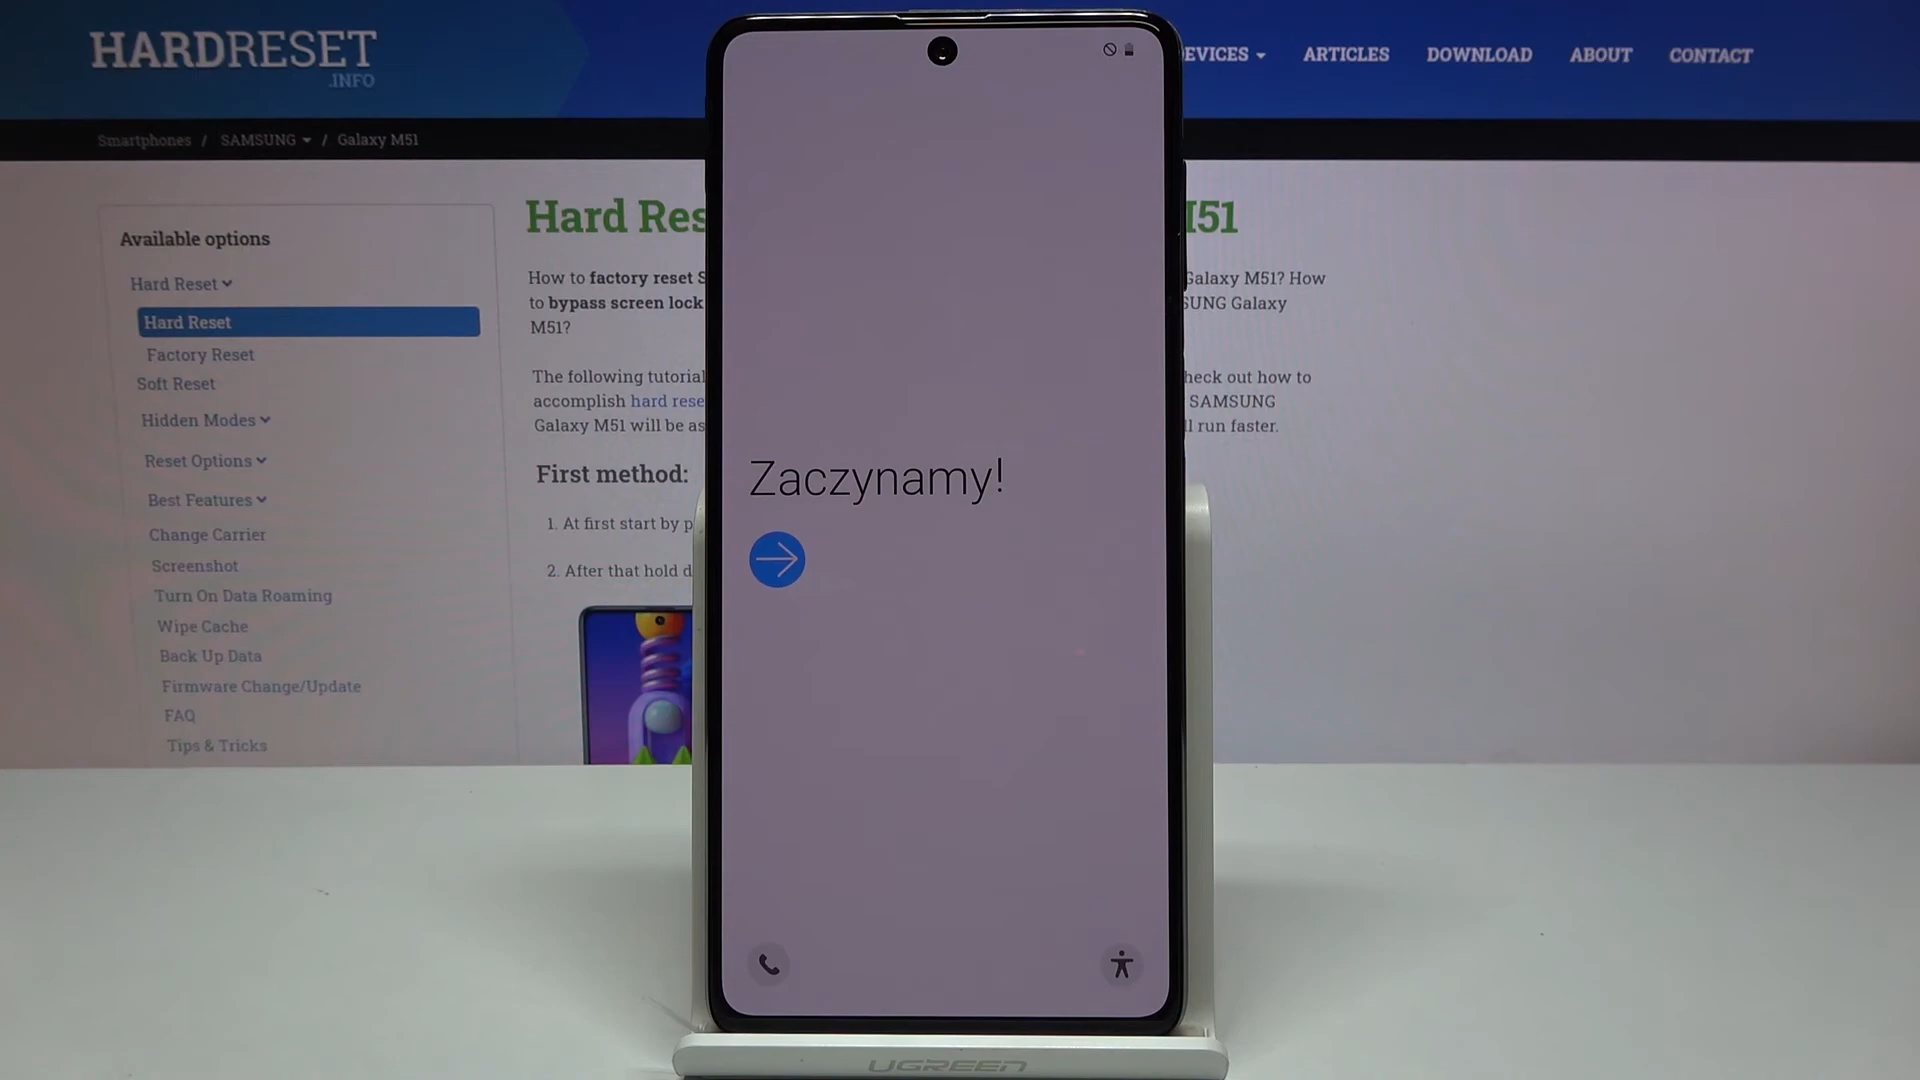 HARDRESET
.INFO
EVICES
ARTICLES
DOWNLOAD
ABOUT
CONTACT
Smartphones / SAMSUNG / Galaxy M51
Available options
Hard Reset
Hard Reset
Factory Reset
Soft Reset
Hidden Modes
Reset Options
Best Features
Change Carrier
Screenshot
Turn On Data Roaming
Wipe Cache
Back Up Data
Firmware Change/Update
FAQ
Tips & Tricks
Hard Res M51
How to factory reset S Galaxy M51? How
to bypass screen lock SUNG Galaxy
M51?
The following tutorial heck out how to
accomplish hard rese SAMSUNG
Galaxy M51 will be as ll run faster.
First method:
1. At first start by p
2. After that hold d
Zaczynamy!
UGREEN